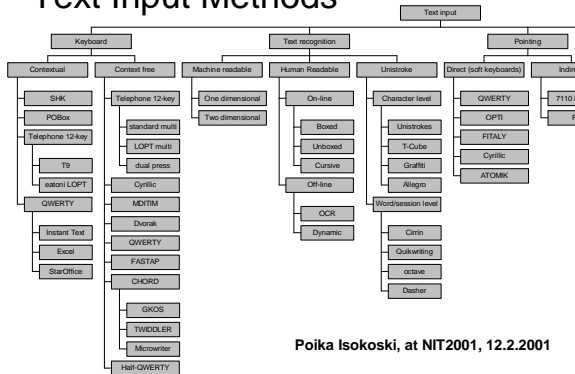 Text Input Methods
Text input
Keyboard
Text recognition
Pointing
Contextual
Context free
Machine readable
Human Readable
Unistroke
Direct (soft keyboards)
SHK
POBox
Telephone 12-key
T9
eatoni LOPT
QWERTY
Instant Text
Excel
StarOffice
Telephone 12-key
standard multi
LOPT multi
dual press
Cyrillic
MDITIM
Dvorak
QWERTY
FASTAP
CHORD
GKOS
TWIDDLER
Microwriter
Half-QWERTY
One dimensional
Two dimensional
On-line
Boxed
Unboxed
Cursive
Off-line
OCR
Dynamic
Character level
Unistrokes
T-Cube
Graffiti
Allegro
Word/session level
Cirrin
Quikwriting
octave
Dasher
QWERTY
OPTI
FITALY
Cyrillic
ATOMIK
7110
Poika Isokoski, at NIT2001, 12.2.2001